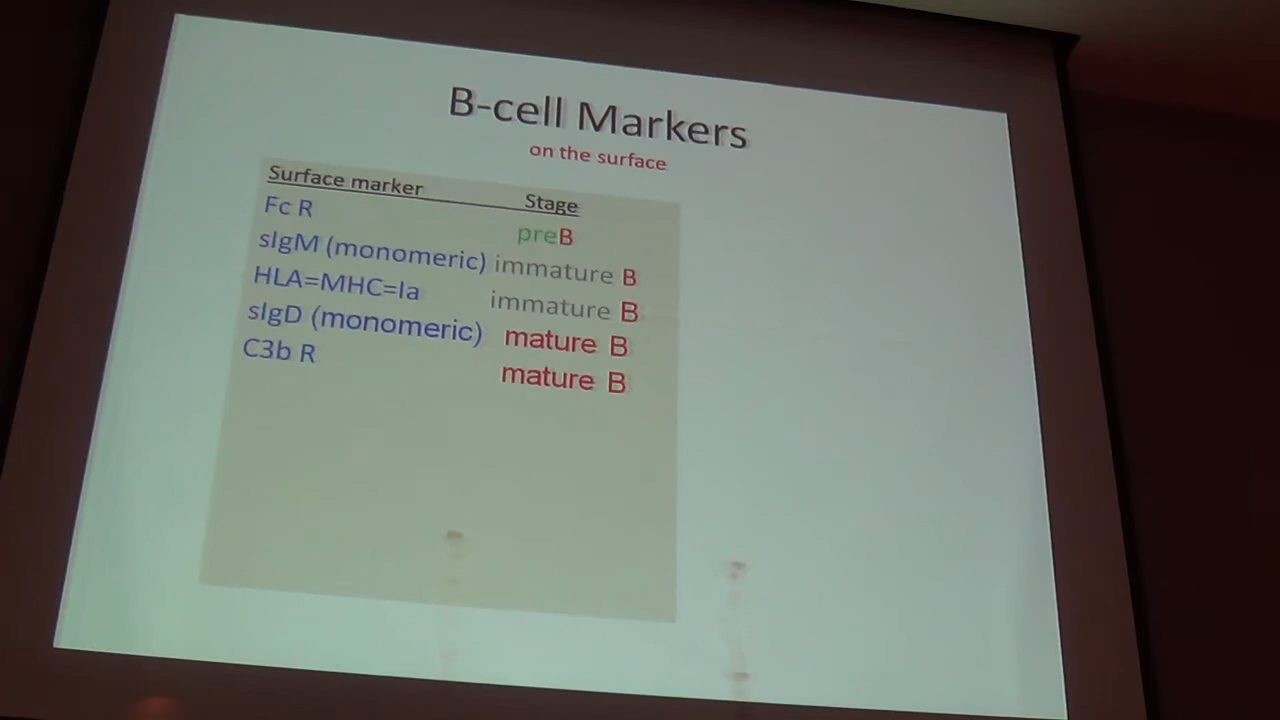 B-cell Markers
on the surface
Surface marker Stage
Fc R preB
sIgM (monomeric) immature B
HLA=MHC=Ia immature B
sIgD (monomeric) mature B
C3b R mature B